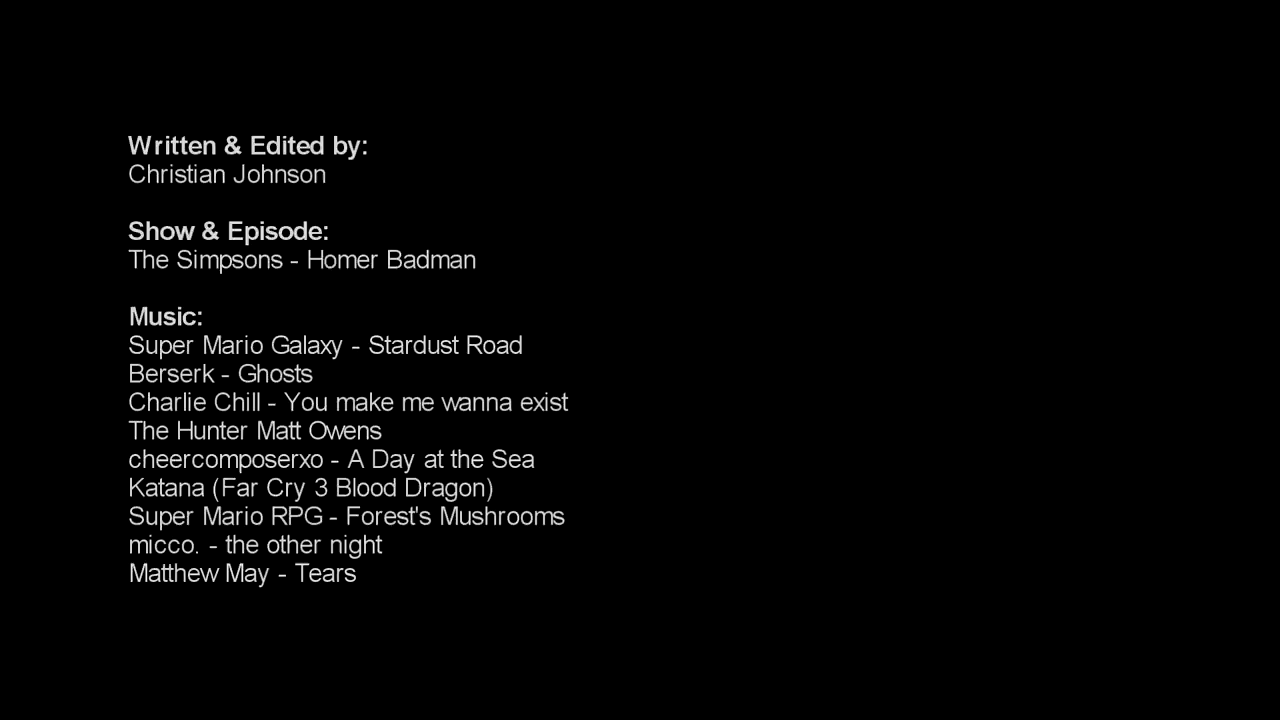 Written & Edited by:
Christian Johnson
Show & Episode:
The Simpsons - Homer Badman
Music:
Super Mario Galaxy - Stardust Road
Berserk - Ghosts
Charlie Chill - You make me wanna exist
The Hunter Matt Owens
cheercomposerxo - A Day at the Sea
Katana (Far Cry 3 Blood Dragon)
Super Mario RPG - Forest's Mushrooms
micco. - the other night
Matthew May - Tears